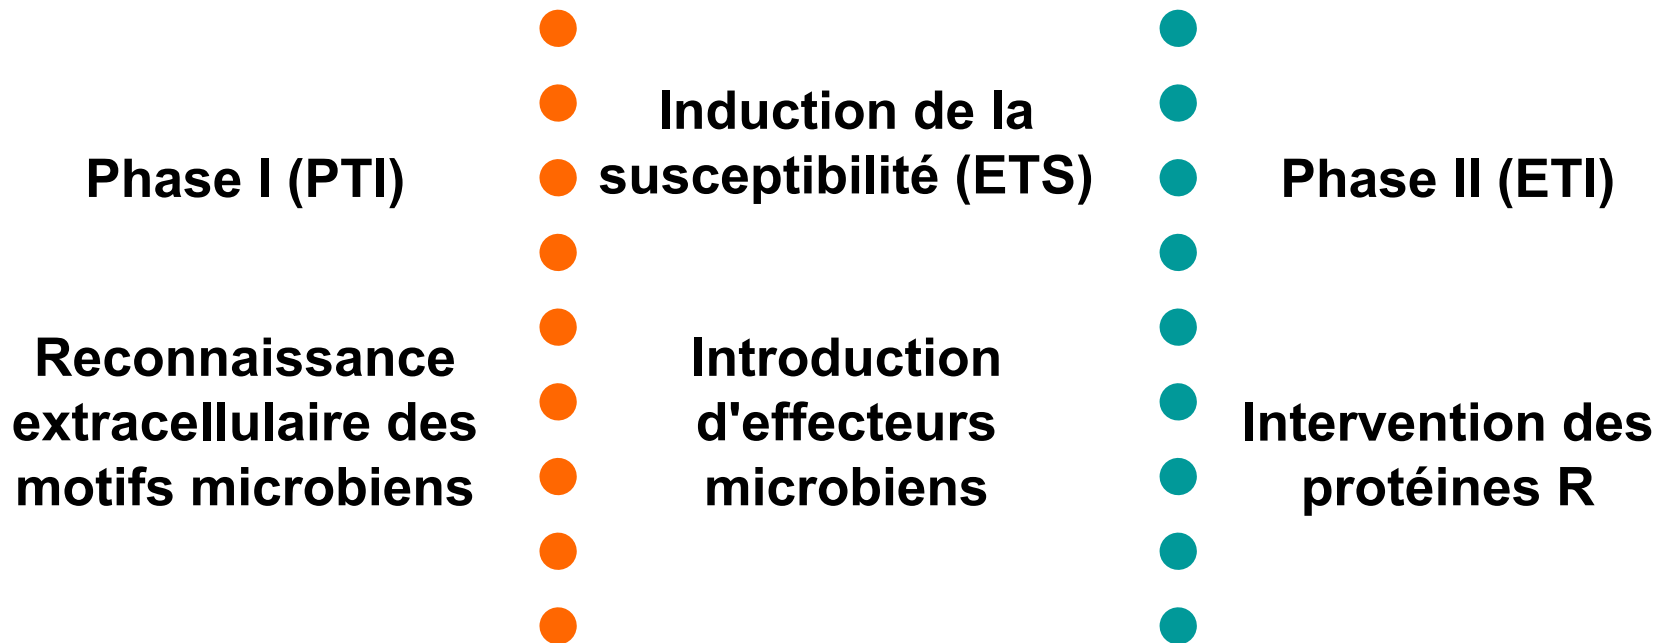 Phase I (PTI)
Induction de la
susceptibilité (ETS)
Phase II (ETI)
Reconnaissance
extracellulaire des
motifs microbiens
Introduction
d'effecteurs
microbiens
Intervention des
protéines R